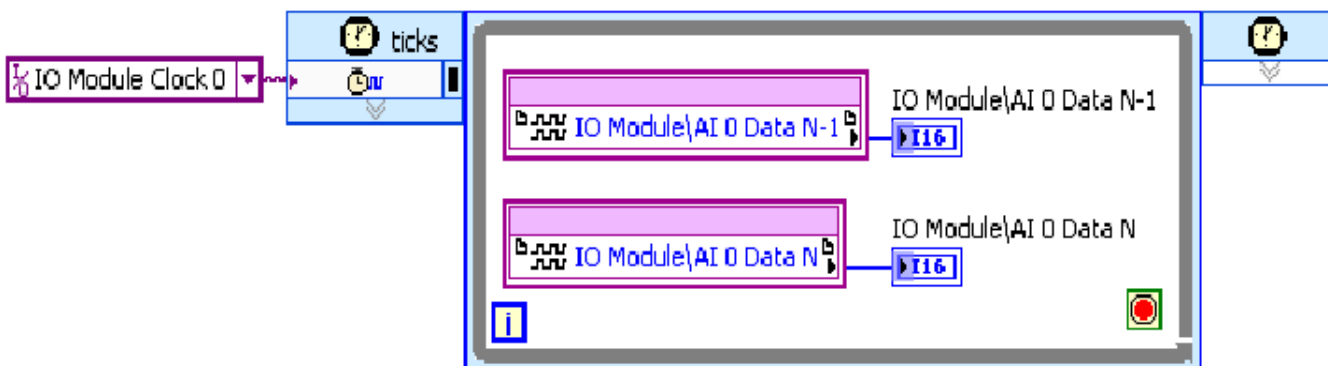 IO Module Clock 0
ticks
IO Module\AI 0 Data N-1
IO Module\AI 0 Data N-1
I16
IO Module\AI 0 Data N
IO Module\AI 0 Data N
I16
i